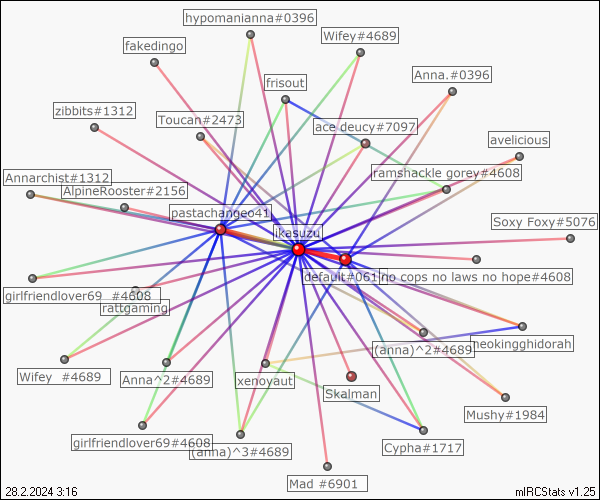 hypomanianna#0396
Wifey#4689
fakedingo
Anna.#0396
frisout
zibbits#1312
Toucan#2473
ace deucy#7097
avelicious
Annarchist#1312
ramshackle gorey#4608
AlpineRooster#2156
pastachangeo41
Soxy Foxy#5076
ikasuzu
default#061
no cops no laws no hope#4608
girlfriendlover69 #4608
rattgaming
neokingghidorah
(anna)^2#4689
Wifey  #4689
Anna^2#4689
xenoyaut
Skalman
Mushy#1984
girlfriendlover69#4608
(anna)^3#4689
Cypha#1717
Mad #6901
28.2.2024 3:16
mIRCStats v1.25